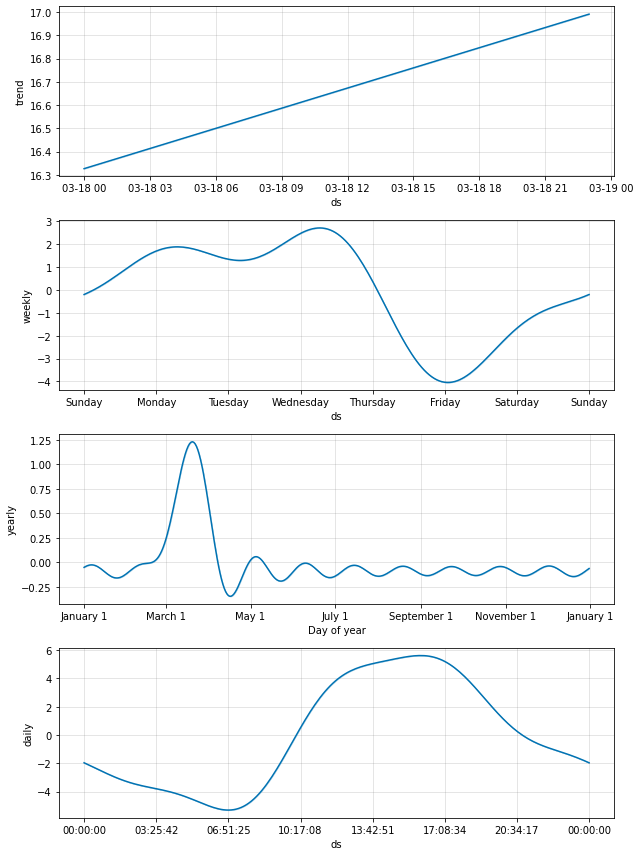 17.0
16.9
16.8
16.7
16.6
16.5
16.4
16.3
trend
03-18 00 03-18 03 03-18 06 03-18 09 03-18 12 03-18 15 03-18 18 03-18 21 03-19 00
ds
3
2
1
0
−1
−2
−3
−4
weekly
Sunday Monday Tuesday Wednesday Thursday Friday Saturday Sunday
ds
1.25
1.00
0.75
0.50
0.25
0.00
−0.25
yearly
January 1 March 1 May 1 July 1 September 1 November 1 January 1
Day of year
6
4
2
0
−2
−4
daily
00:00:00 03:25:42 06:51:25 10:17:08 13:42:51 17:08:34 20:34:17 00:00:00
ds